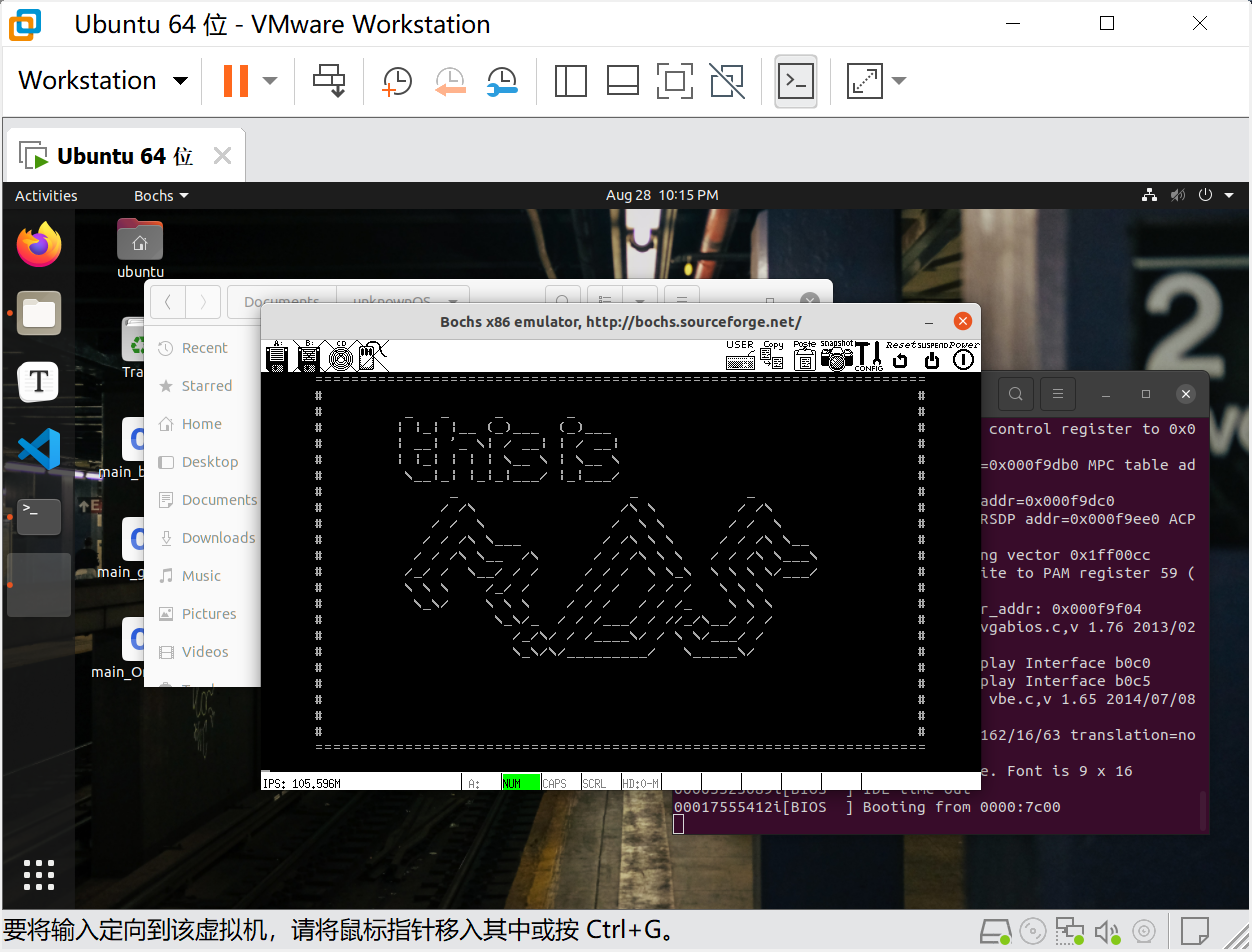 Ubuntu 64 位 - VMware Workstation
Workstation
Ubuntu 64 位
Activities
Bochs
Aug 28 10:15 PM
ubuntu
Documents
unknownOS
Bochs x86 emulator, http://bochs.sourceforge.net/
A:
B:
CD
USER
Copy
Paste
snapshot
CONFIG
Reset
SUSPEND
Power
Recent
Starred
Home
Desktop
Documents
Downloads
Music
Pictures
Videos
This is
control register to 0x0
=0x000f9db0 MPC table ad
addr=0x000f9dc0
RSDP addr=0x000f9ee0 ACP
ng vector 0x1ff00cc
ite to PAM register 59 (
r_addr: 0x000f9f04
vgabios.c,v 1.76 2013/02
play Interface b0c0
play Interface b0c5
vbe.c,v 1.65 2014/07/08
162/16/63 translation=no
e. Font is 9 x 16
00017555412i[BIOS ] Booting from 0000:7c00
IPS: 105.596M
A:
NUM
CAPS
SCRL
HD:0-M
要将输入定向到该虚拟机，请将鼠标指针移入其中或按 Ctrl+G。